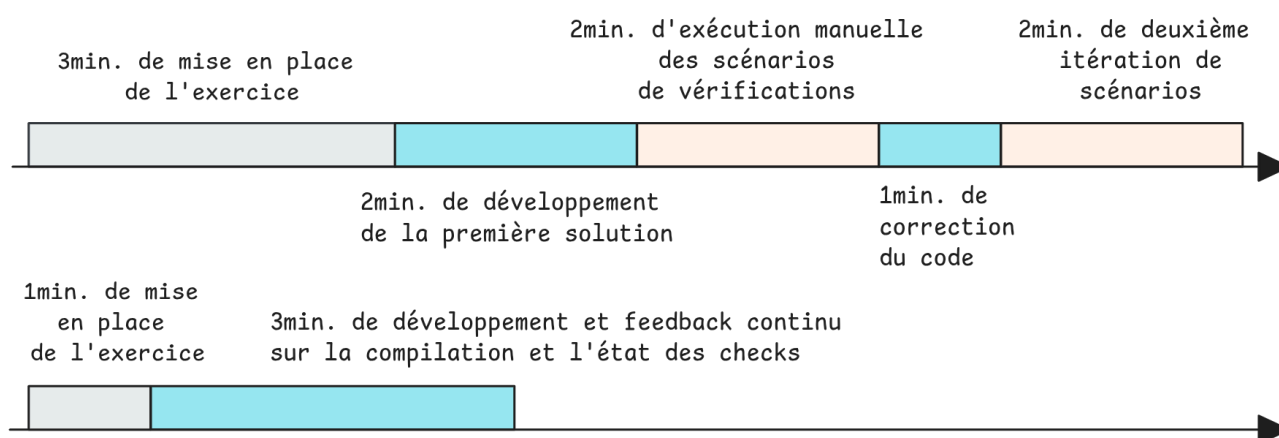 3min. de mise en place
de l'exercice
2min. d'exécution manuelle
des scénarios
de vérifications
2min. de deuxième
itération de
scénarios
2min. de développement
de la première solution
1min. de
correction
du code
1min. de mise
en place
de l'exercice
3min. de développement et feedback continu
sur la compilation et l'état des checks